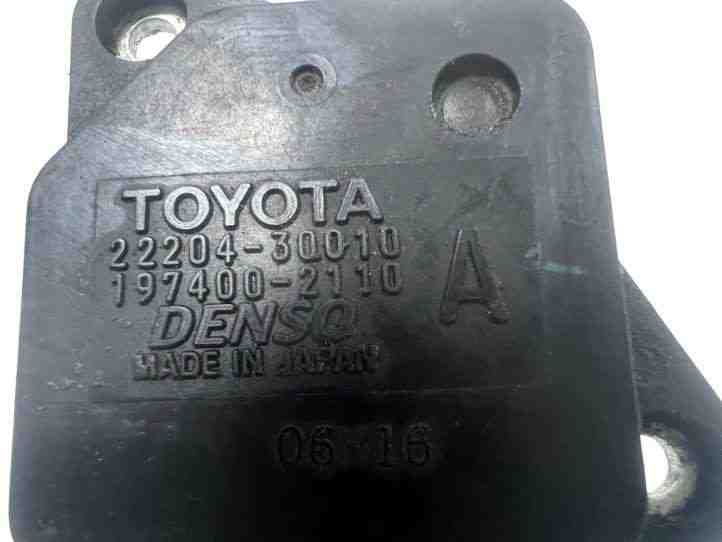 TOYOTA
22204-30010
197400-2110
A
DENSO
MADE IN JAPAN
06-16